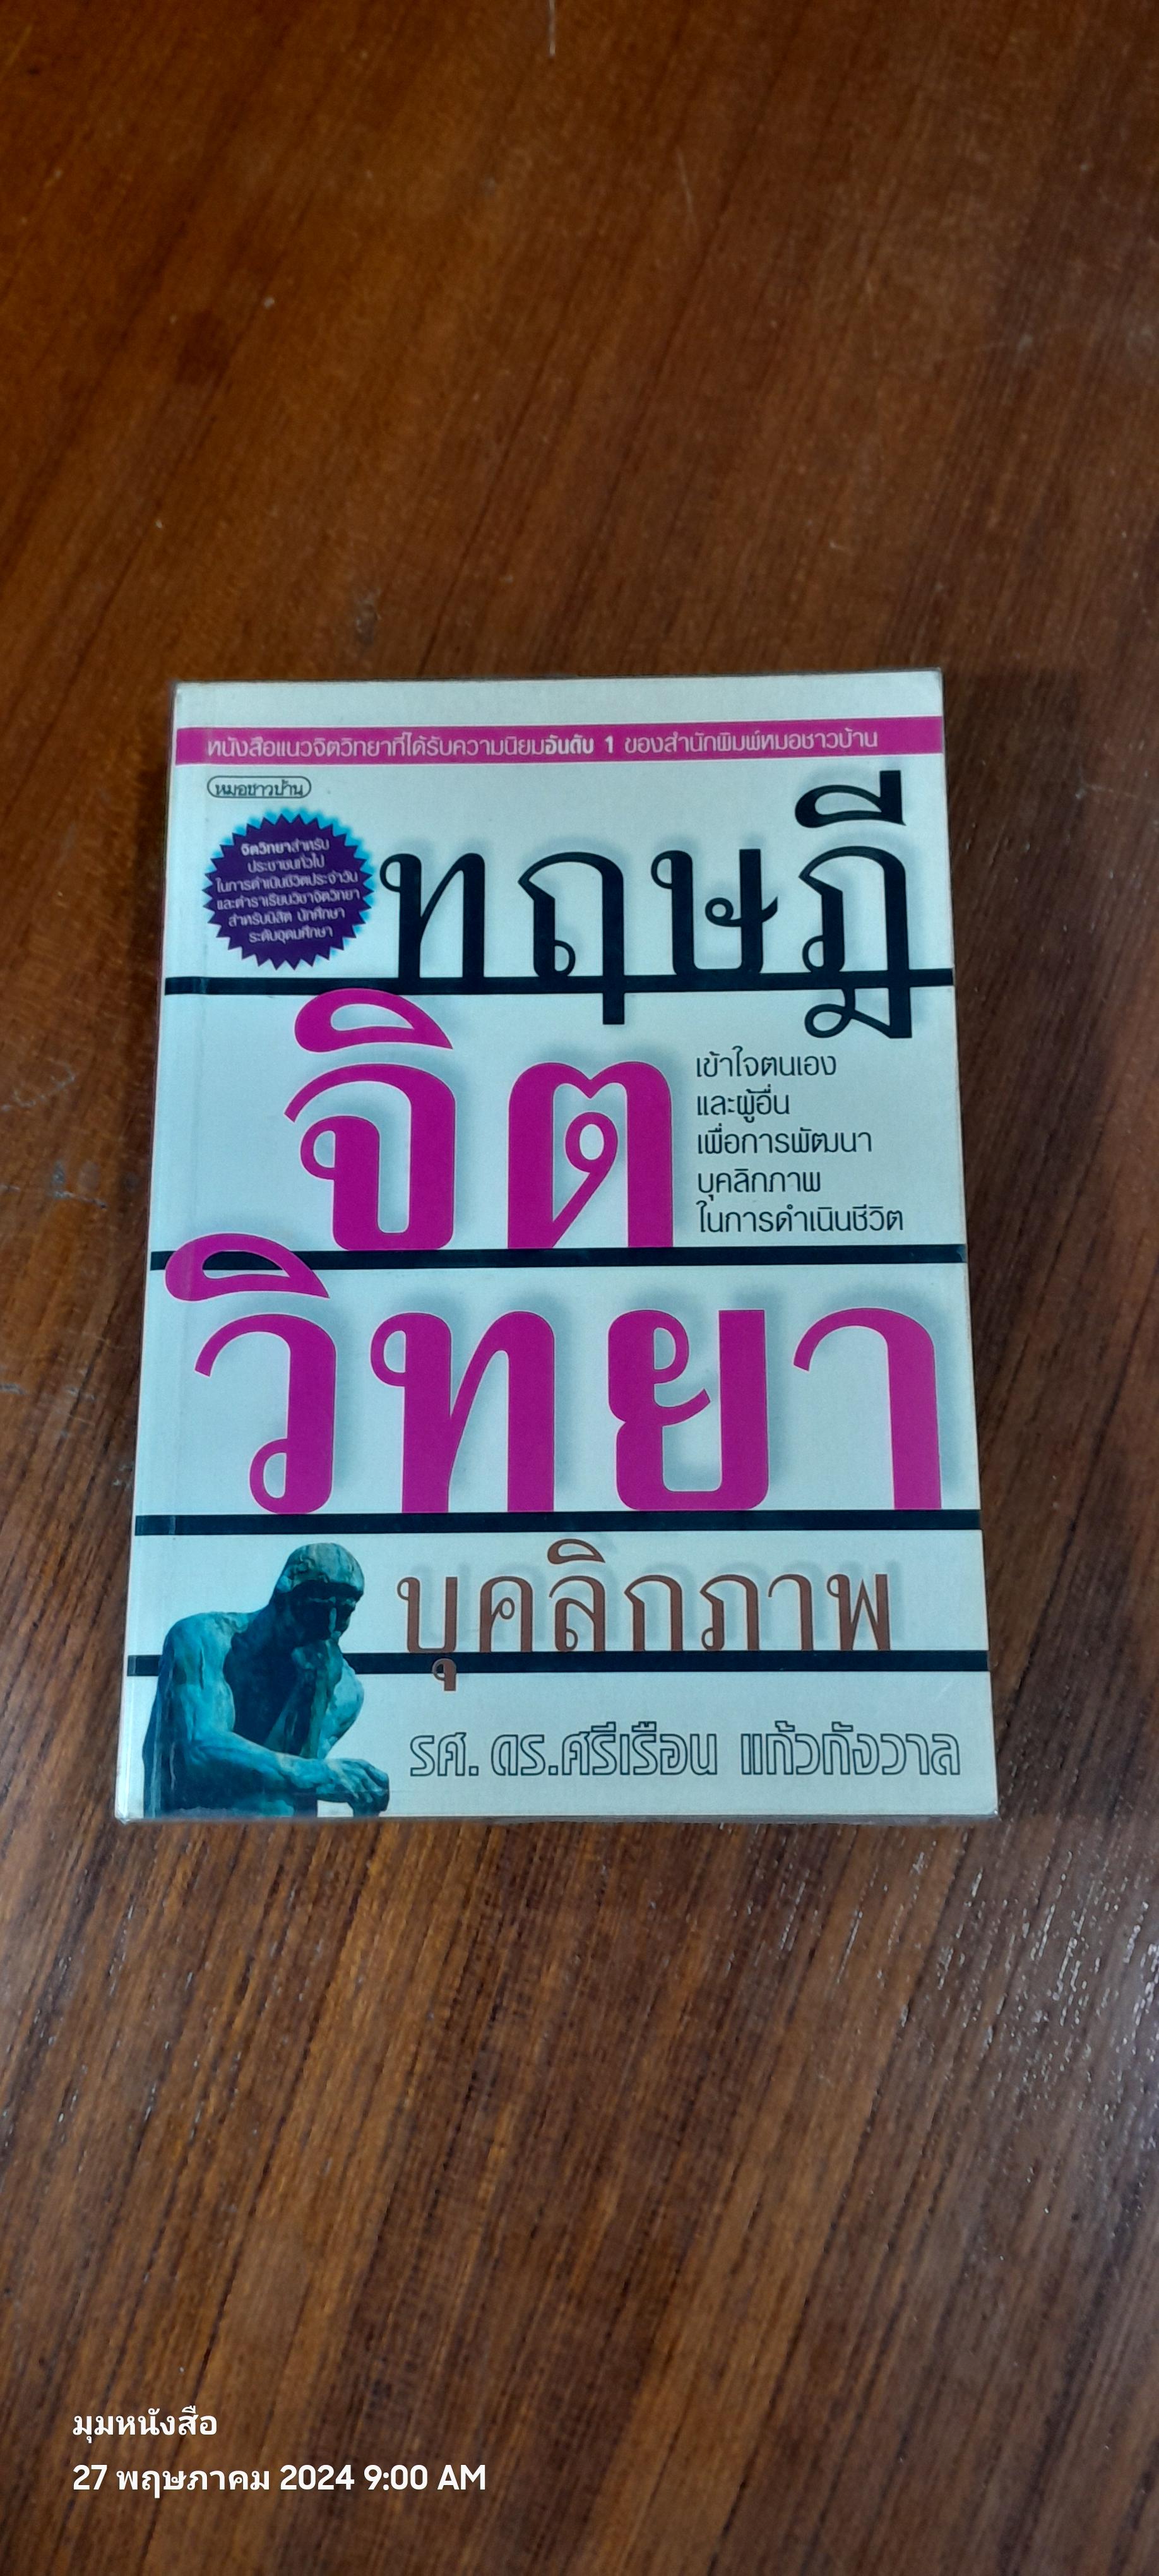 หนังสือแนวจิตวิทยาที่ได้รับความนิยมอันดับ 1 ของสำนักพิมพ์หมอชาวบ้าน
หมอชาวบ้าน
จิตวิทยาสำหรับ
ประชาชนทั่วไป
ในการดำเนินชีวิตประจำวัน
และตำราเรียนวิชาจิตวิทยา
สำหรับนิสิต นักศึกษา
ระดับอุดมศึกษา
ทฤษฎี
จิต
เข้าใจตนเอง
และผู้อื่น
เพื่อการพัฒนา
บุคลิกภาพ
ในการดำเนินชีวิต
วิทยา
บุคลิกภาพ
รศ. ดร.ศรีเรือน แก้วกังวาล
มุมหนังสือ
27 พฤษภาคม 2024 9:00 AM